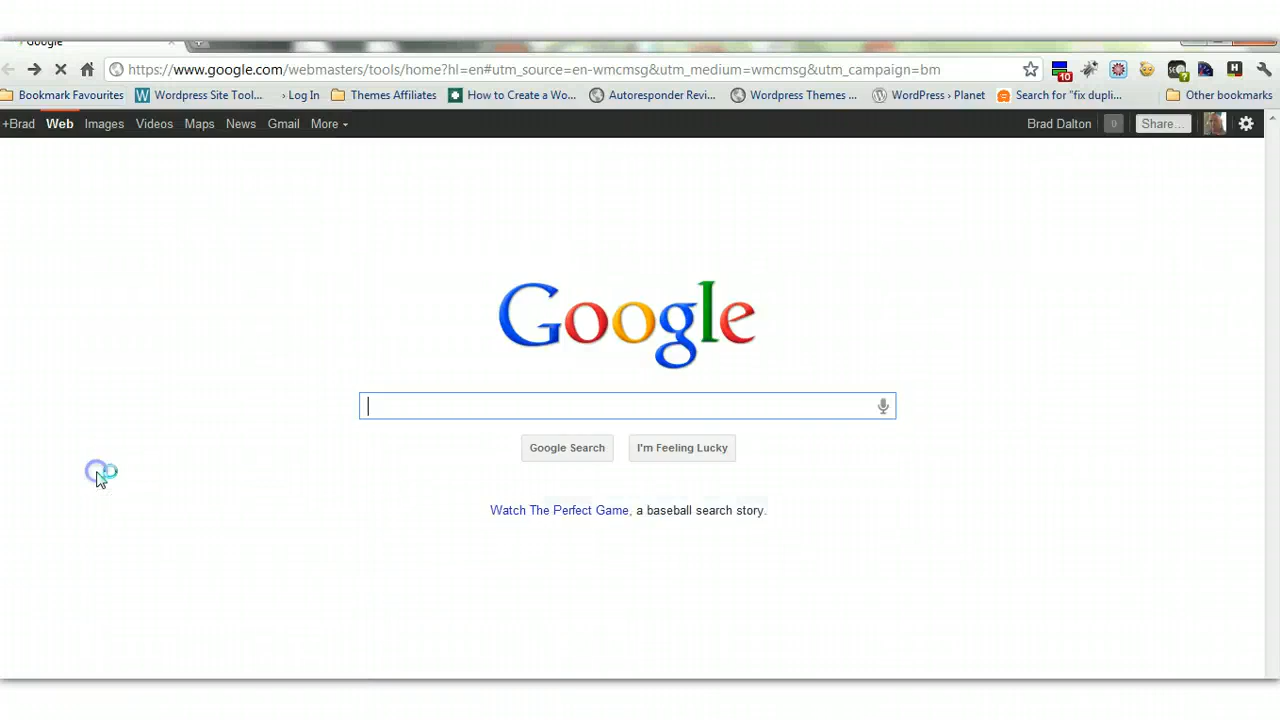 Google
https://www.google.com/webmasters/tools/home?hl=en#utm_source=en-wmcmsg&utm_medium=wmcmsg&utm_campaign=bm
10
SEO
?
H
Bookmark Favourites
Wordpress Site Tool...
› Log In
Themes Affiliates
How to Create a Wo...
Autoresponder Revi...
Wordpress Themes ...
WordPress › Planet
Search for "fix dupli...
Other bookmarks
+Brad Web Images Videos Maps News Gmail More
Brad Dalton 0 Share...
Google
Google Search I'm Feeling Lucky
Watch The Perfect Game, a baseball search story.